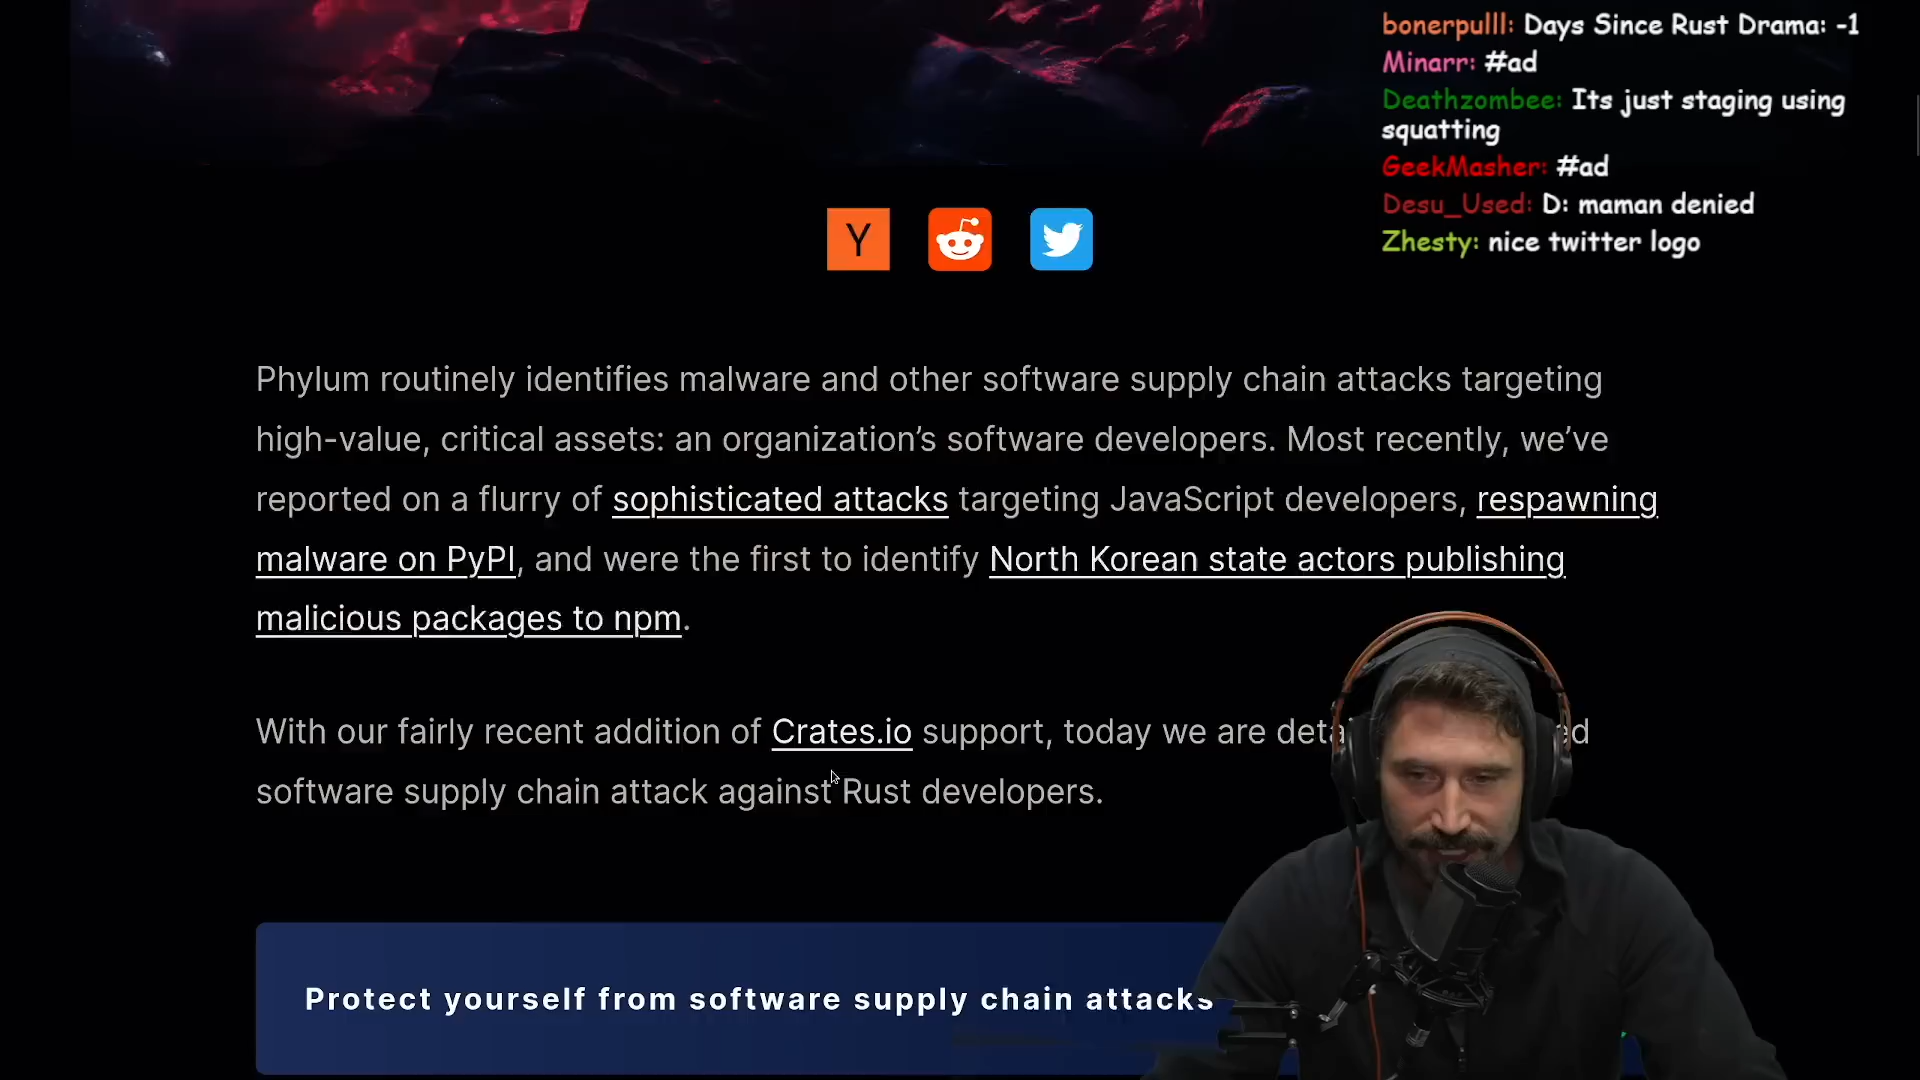 bonerpulll: Days Since Rust Drama: -1
Minarr: #ad
Deathzombee: Its just staging using
squatting
GeekMasher: #ad
Desu_Used: D: maman denied
Zhesty: nice twitter logo
Y
Phylum routinely identifies malware and other software supply chain attacks targeting
high-value, critical assets: an organization’s software developers. Most recently, we’ve
reported on a flurry of sophisticated attacks targeting JavaScript developers, respawning
malware on PyPI, and were the first to identify North Korean state actors publishing
malicious packages to npm.
With our fairly recent addition of Crates.io support, today we are
software supply chain attack against Rust developers.
Protect yourself from software supply chain attacks